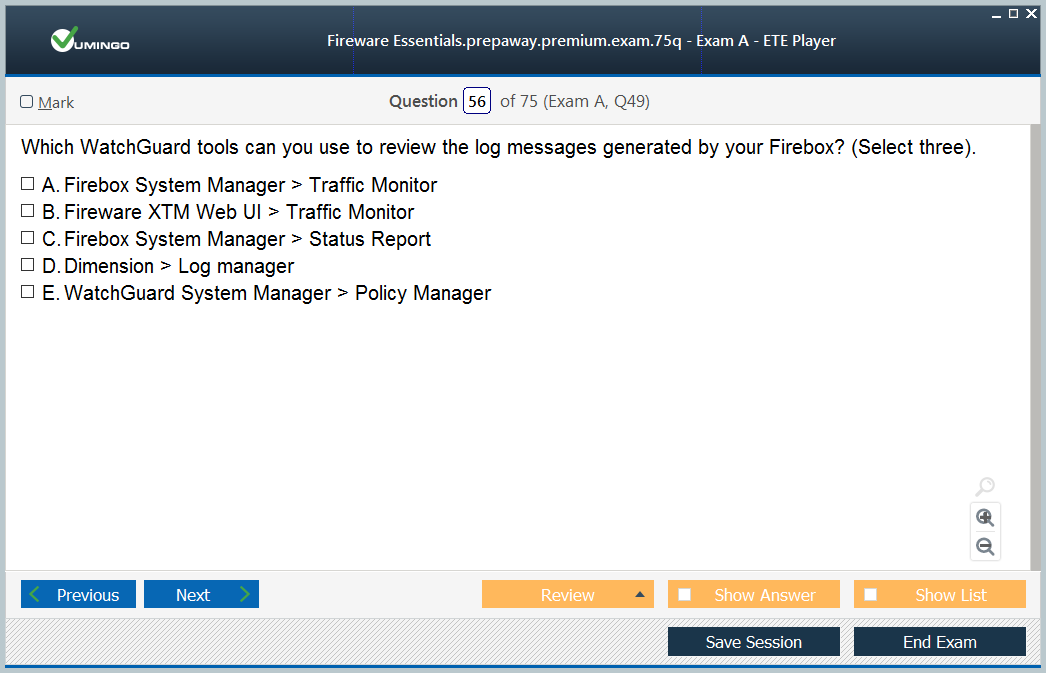 VUMINGO
Fireware Essentials.prepaway.premium.exam.75q - Exam A - ETE Player
Mark
Question 56 of 75 (Exam A, Q49)
Which WatchGuard tools can you use to review the log messages generated by your Firebox? (Select three).
A. Firebox System Manager > Traffic Monitor
B. Fireware XTM Web UI > Traffic Monitor
C. Firebox System Manager > Status Report
D. Dimension > Log manager
E. WatchGuard System Manager > Policy Manager
Previous Next Review Show Answer Show List
Save Session End Exam